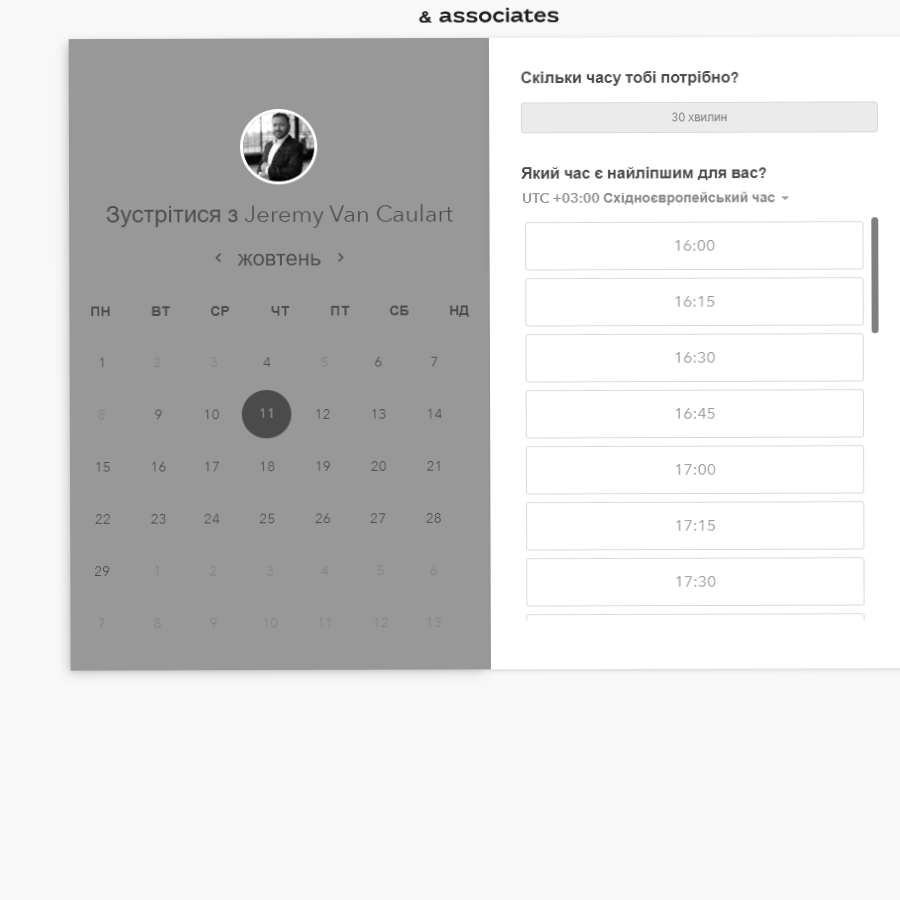 & associates
Зустрітися з Jeremy Van Caulart
жовтень
ПН ВТ СР ЧТ ПТ СБ НД
1 2 3 4 5 6 7
8 9 10 11 12 13 14
15 16 17 18 19 20 21
22 23 24 25 26 27 28
29 1 2 3 4 5 6
7 8 9 10 11 12 13
Скільки часу тобі потрібно?
30 хвилин
Який час є найліпшим для вас?
UTC +03:00 Східноєвропейський час
16:00
16:15
16:30
16:45
17:00
17:15
17:30